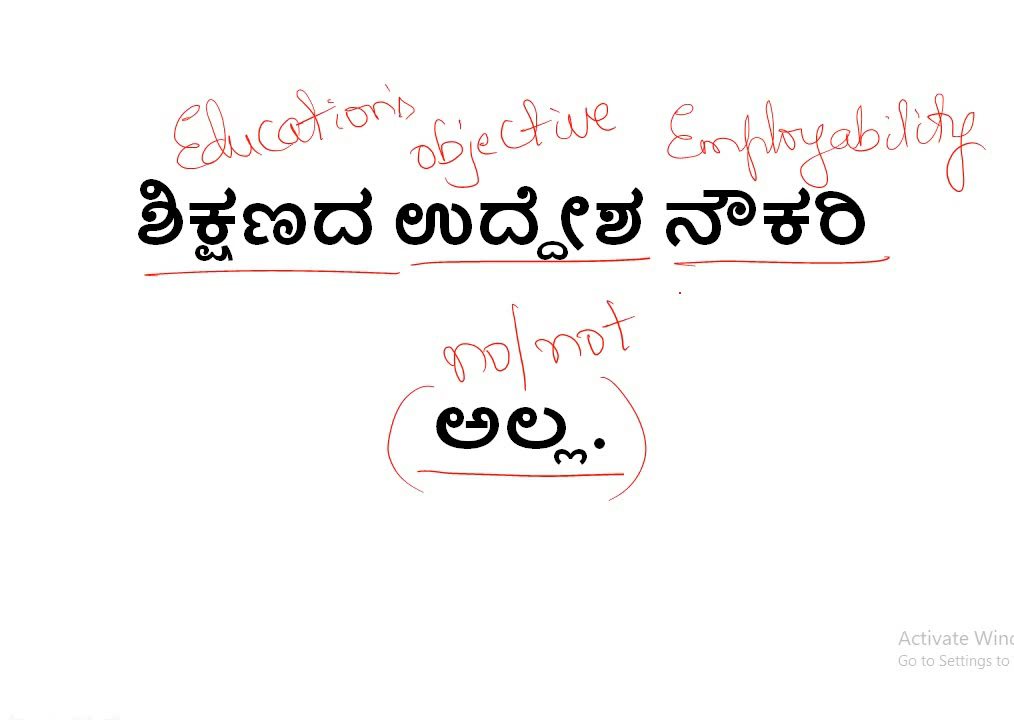 Education's objective Employability
ಶಿಕ್ಷಣದ ಉದ್ದೇಶ ನೌಕರಿ
no/not
(ಅಲ್ಲ.)
Activate Wind
Go to Settings to